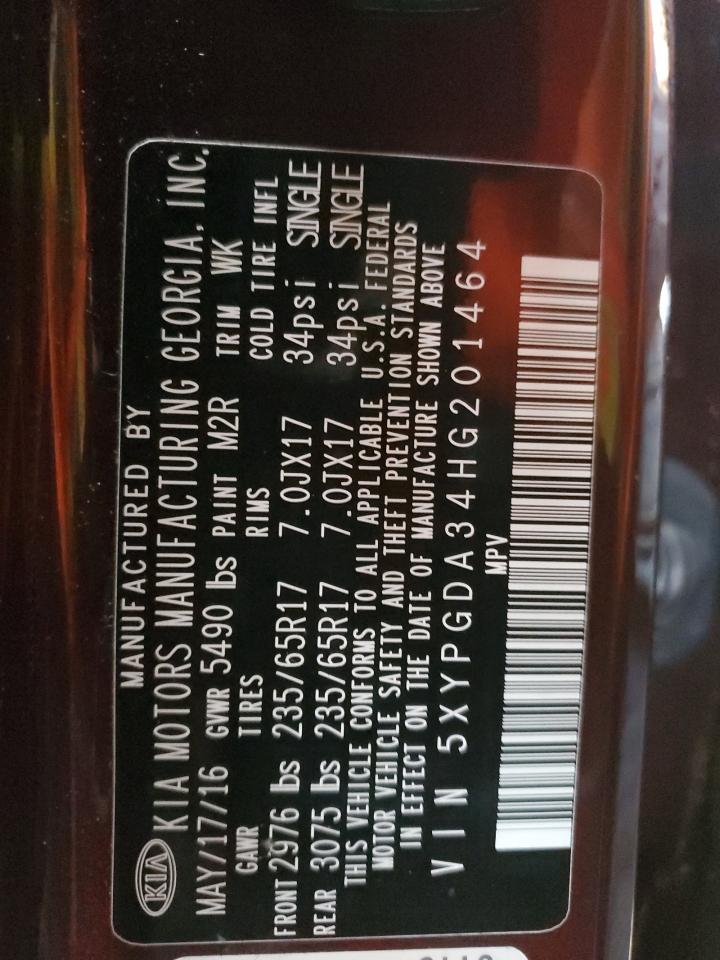 MANUFACTURED BY
KIA KIA MOTORS MANUFACTURING GEORGIA, INC.
MAY/17/16 GVWR 5490 lbs PAINT M2R TRIM WK
GAWR TIRES RIMS COLD TIRE INFL
FRONT 2976 lbs 235/65R17 7.0JX17 34psi SINGLE
REAR 3075 lbs 235/65R17 7.0JX17 34psi SINGLE
THIS VEHICLE CONFORMS TO ALL APPLICABLE U.S.A. FEDERAL
MOTOR VEHICLE SAFETY AND THEFT PREVENTION STANDARDS
IN EFFECT ON THE DATE OF MANUFACTURE SHOWN ABOVE
VIN 5XYPGDA34HG201464
MPV